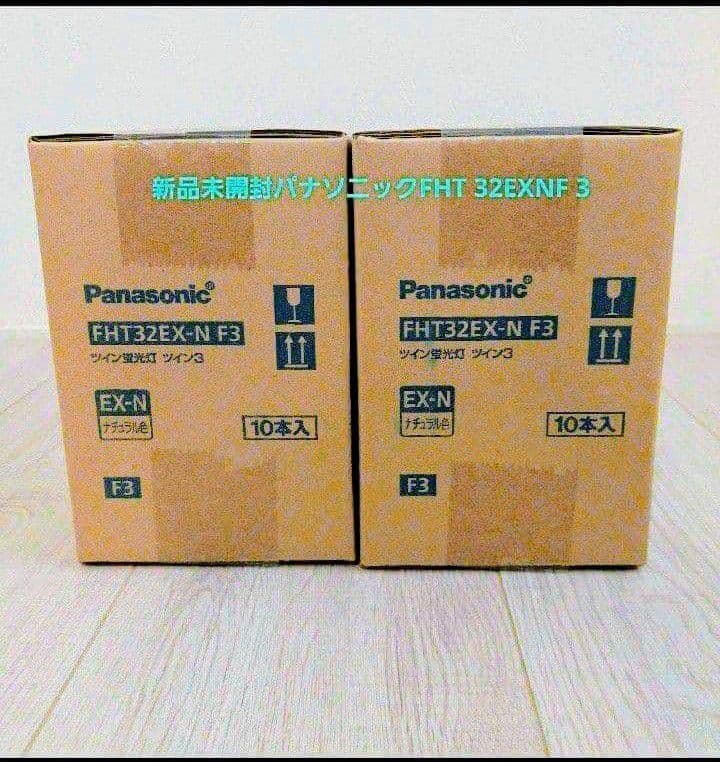 新品未開封パナソニックFHT 32EXNF 3
Panasonic®
FHT32EX-N F3
ツイン蛍光灯 ツイン3
EX-N
ナチュラル色
10本入
F3
Panasonic®
FHT32EX-N F3
ツイン蛍光灯 ツイン3
EX-N
ナチュラル色
10本入
F3